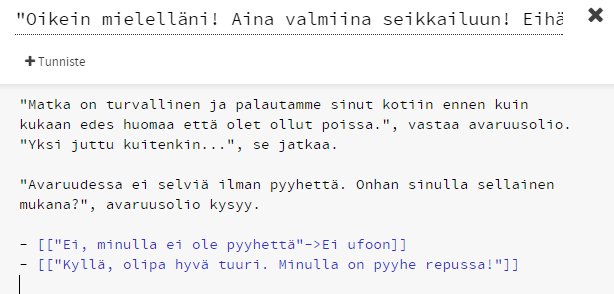 "Oikein mielelläni! Aina valmiina seikkailuun! Eihä
Tunniste
"Matka on turvallinen ja palautamme sinut kotiin ennen kuin
kukaan edes huomaa että olet ollut poissa.", vastaa avaruusolio.
"Yksi juttu kuitenkin...", se jatkaa.
"Avaruudessa ei selviä ilman pyyhettä. Onhan sinulla sellainen
mukana?", avaruusolio kysyy.
- [["Ei, minulla ei ole pyyhettä"->Ei ufoon]]
- [["Kyllä, olipa hyvä tuuri. Minulla on pyyhe repussa!"]]